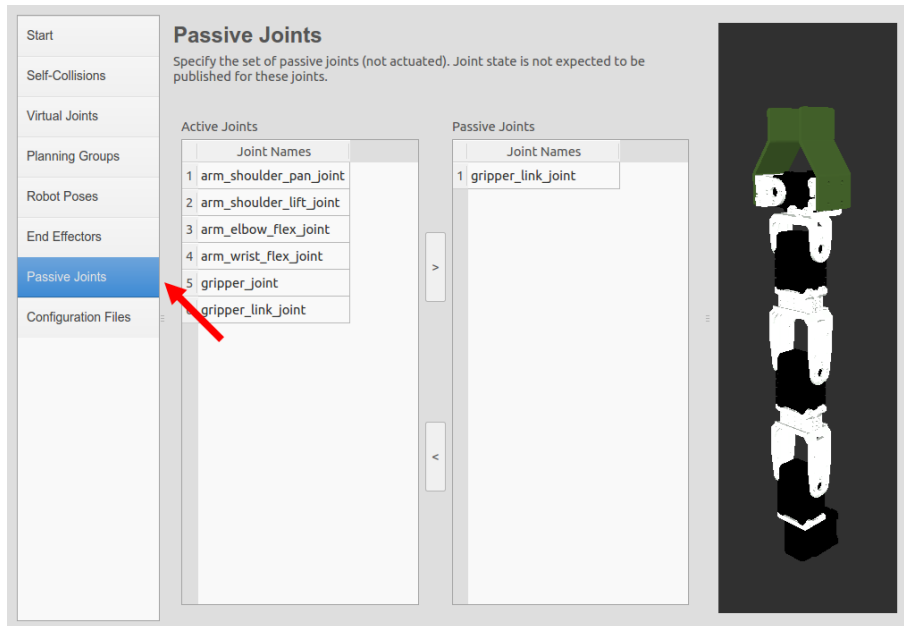 Start
Self-Collisions
Virtual Joints
Planning Groups
Robot Poses
End Effectors
Passive Joints
Configuration Files
Passive Joints
Specify the set of passive joints (not actuated). Joint state is not expected to be
published for these joints.
Active Joints
Joint Names
1 arm_shoulder_pan_joint
2 arm_shoulder_lift_joint
3 arm_elbow_flex_joint
4 arm_wrist_flex_joint
5 gripper_joint
gripper_link_joint
>
<
Passive Joints
Joint Names
1 gripper_link_joint